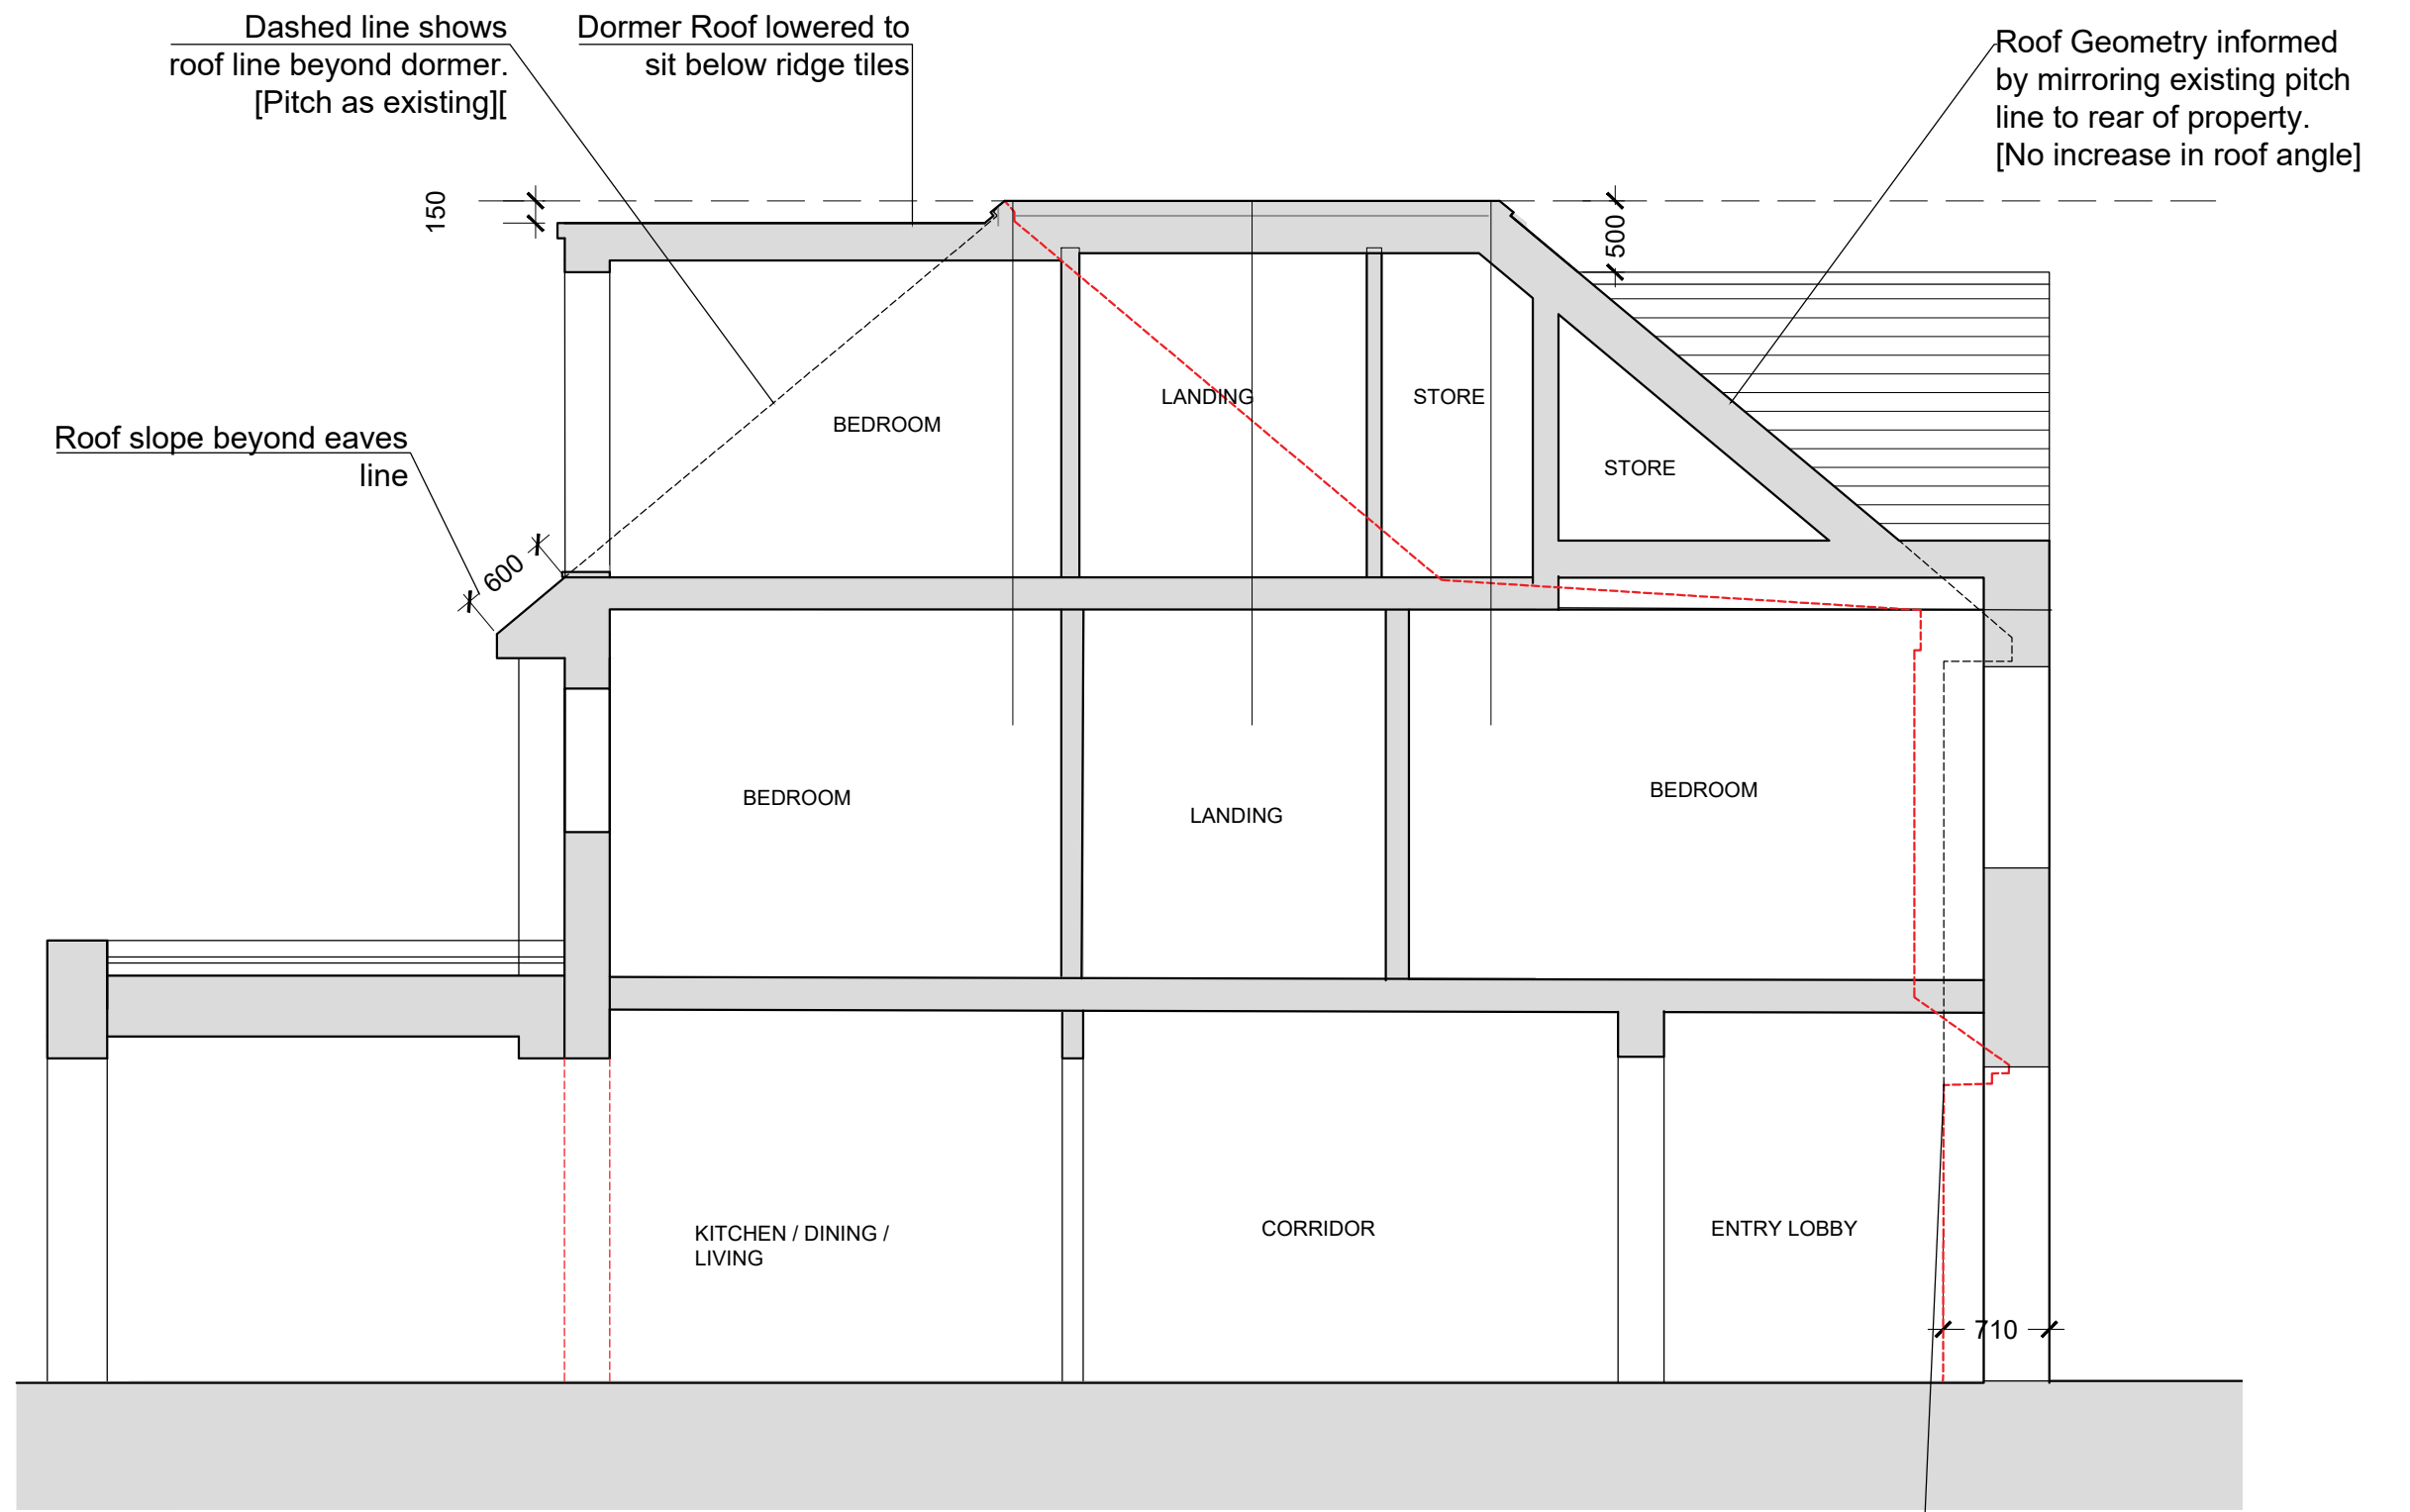 Dashed line shows
roof line beyond dormer.
[Pitch as existing][
Dormer Roof lowered to
sit below ridge tiles
Roof Geometry informed
by mirroring existing pitch
line to rear of property.
[No increase in roof angle]
150
500
Roof slope beyond eaves
line
600
BEDROOM
LANDING
STORE
STORE
BEDROOM
LANDING
BEDROOM
KITCHEN / DINING /
LIVING
CORRIDOR
ENTRY LOBBY
710